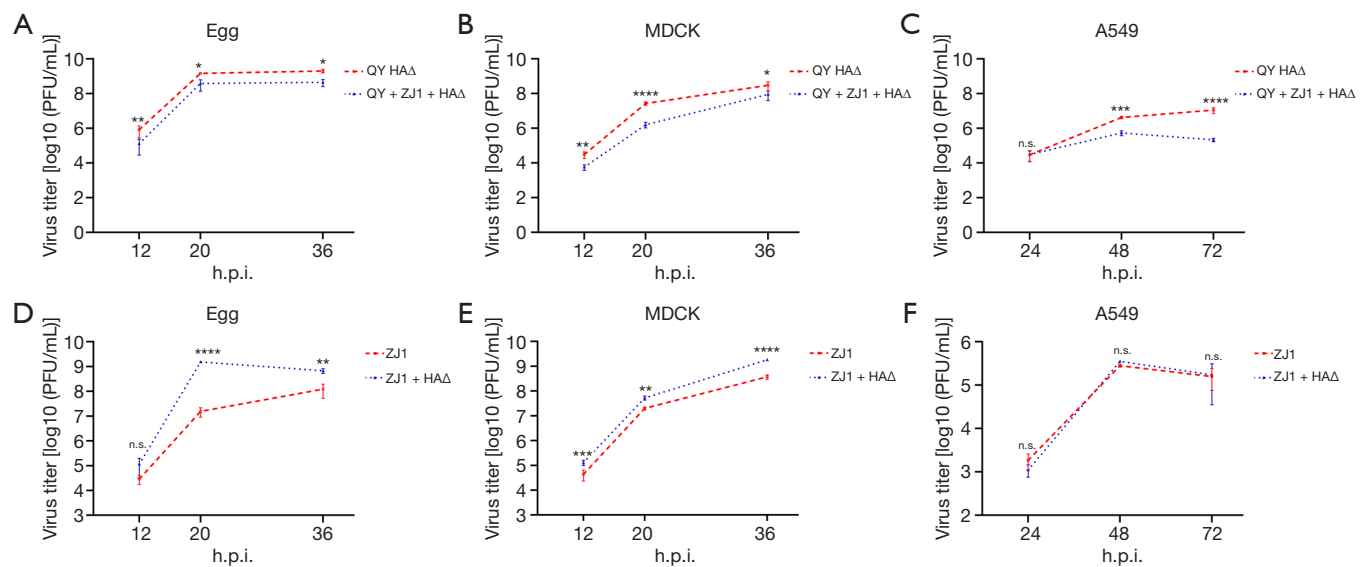 A
Egg
Virus titer [log10 (PFU/mL)]
10
8
6
4
2
0
**
*
*
12
20
36
h.p.i.
QY HAΔ
QY + ZJ1 + HAΔ
B
MDCK
Virus titer [log10 (PFU/mL)]
10
8
6
4
2
0
**
****
*
12
20
36
h.p.i.
QY HAΔ
QY + ZJ1 + HAΔ
C
A549
Virus titer [log10 (PFU/mL)]
10
8
6
4
2
0
n.s.
***
****
24
48
72
h.p.i.
QY HAΔ
QY + ZJ1 + HAΔ
D
Egg
Virus titer [log10 (PFU/mL)]
10
9
8
7
6
5
4
3
n.s.
****
**
12
20
36
h.p.i.
ZJ1
ZJ1 + HAΔ
E
MDCK
Virus titer [log10 (PFU/mL)]
10
9
8
7
6
5
4
3
***
**
****
12
20
36
h.p.i.
ZJ1
ZJ1 + HAΔ
F
A549
Virus titer [log10 (PFU/mL)]
6
5
4
3
2
n.s.
n.s.
n.s.
24
48
72
h.p.i.
ZJ1
ZJ1 + HAΔ